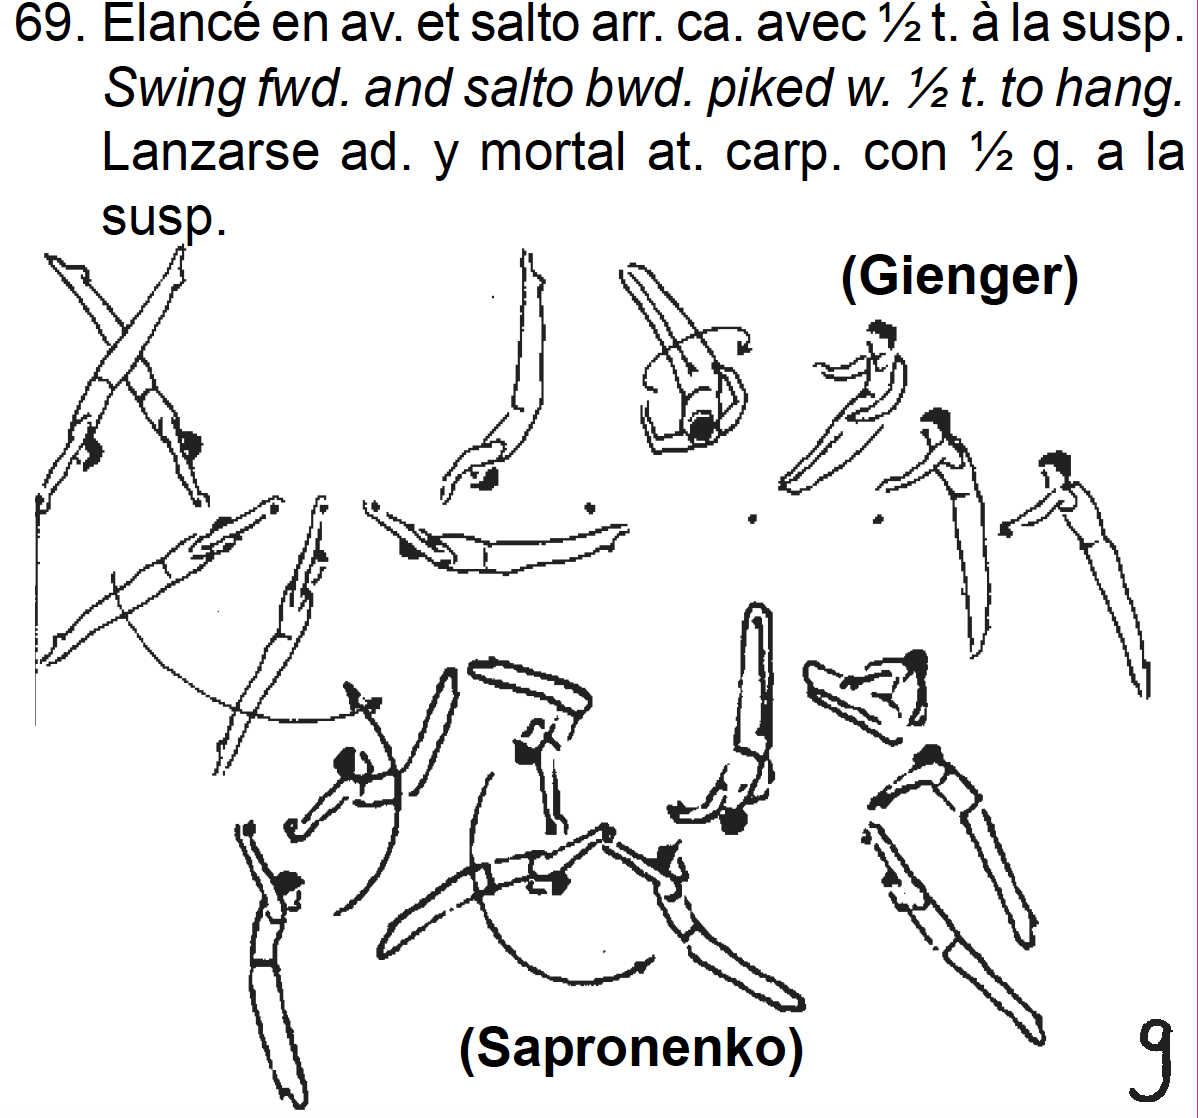 69. Elancé en av. et salto arr. ca. avec ½ t. à la susp.
Swing fwd. and salto bwd. piked w. ½ t. to hang.
Lanzarse ad. y mortal at. carp. con ½ g. a la
susp.
(Gienger)
(Sapronenko)
g